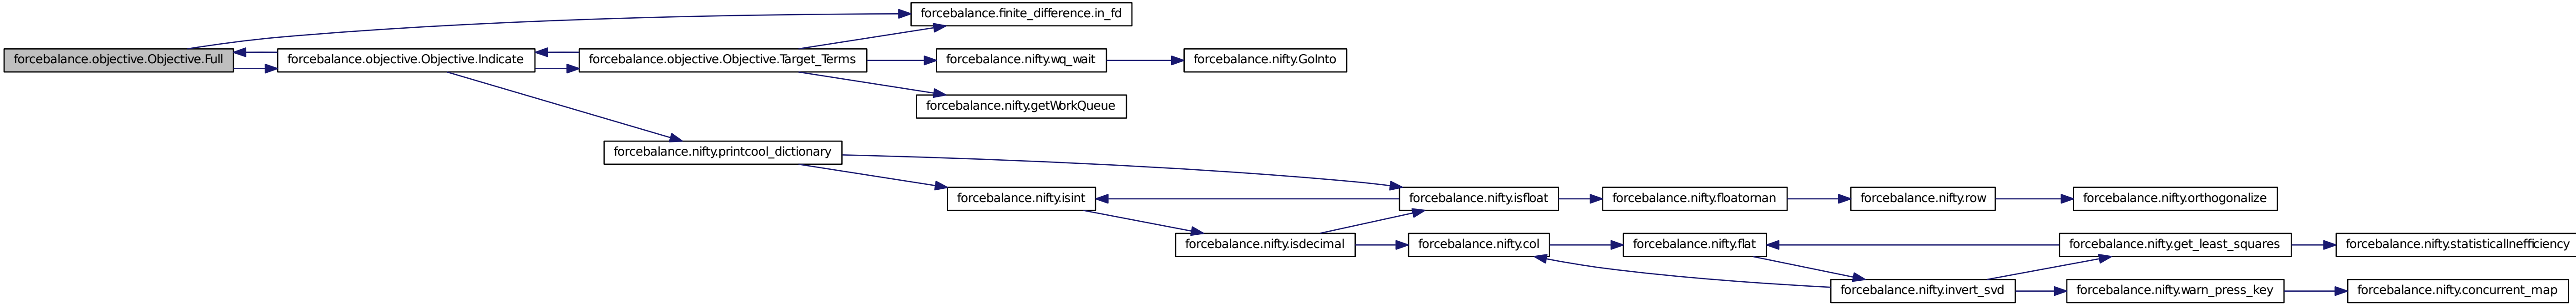 forcebalance.finite_difference.in_fd
forcebalance.objective.Objective.Full
forcebalance.objective.Objective.Indicate
forcebalance.objective.Objective.Target_Terms
forcebalance.nifty.wq_wait
forcebalance.nifty.GoInto
forcebalance.nifty.getWorkQueue
forcebalance.nifty.printcool_dictionary
forcebalance.nifty.isint
forcebalance.nifty.isfloat
forcebalance.nifty.floatornan
forcebalance.nifty.row
forcebalance.nifty.orthogonalize
forcebalance.nifty.isdecimal
forcebalance.nifty.col
forcebalance.nifty.flat
forcebalance.nifty.get_least_squares
forcebalance.nifty.statisticalInefficiency
forcebalance.nifty.invert_svd
forcebalance.nifty.warn_press_key
forcebalance.nifty.concurrent_map